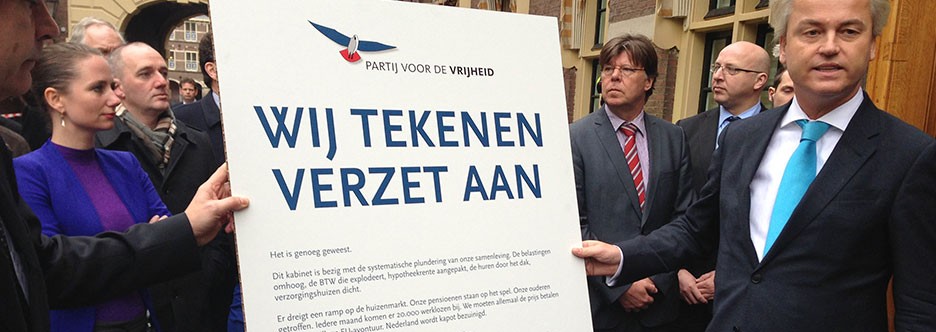 PARTIJ VOOR DE VRIJHEID
WIJ TEKENEN
VERZET AAN
Het is genoeg geweest.
Dit kabinet is bezig met de systematische plundering van onze samenleving. De belastingen
omhoog, de BTW die explodeert, hypotheekrente aangepakt, de huren door het dak,
verzorgingshuizen dicht.
Er dreigt een ramp op de huizenmarkt. Onze pensioenen staan op het spel. Onze ouderen
getroffen. Iedere maand komen er 20.000 werklozen bij. We moeten allemaal de prijs betalen
EU-avontuur. Nederland wordt kapot bezuinigd.